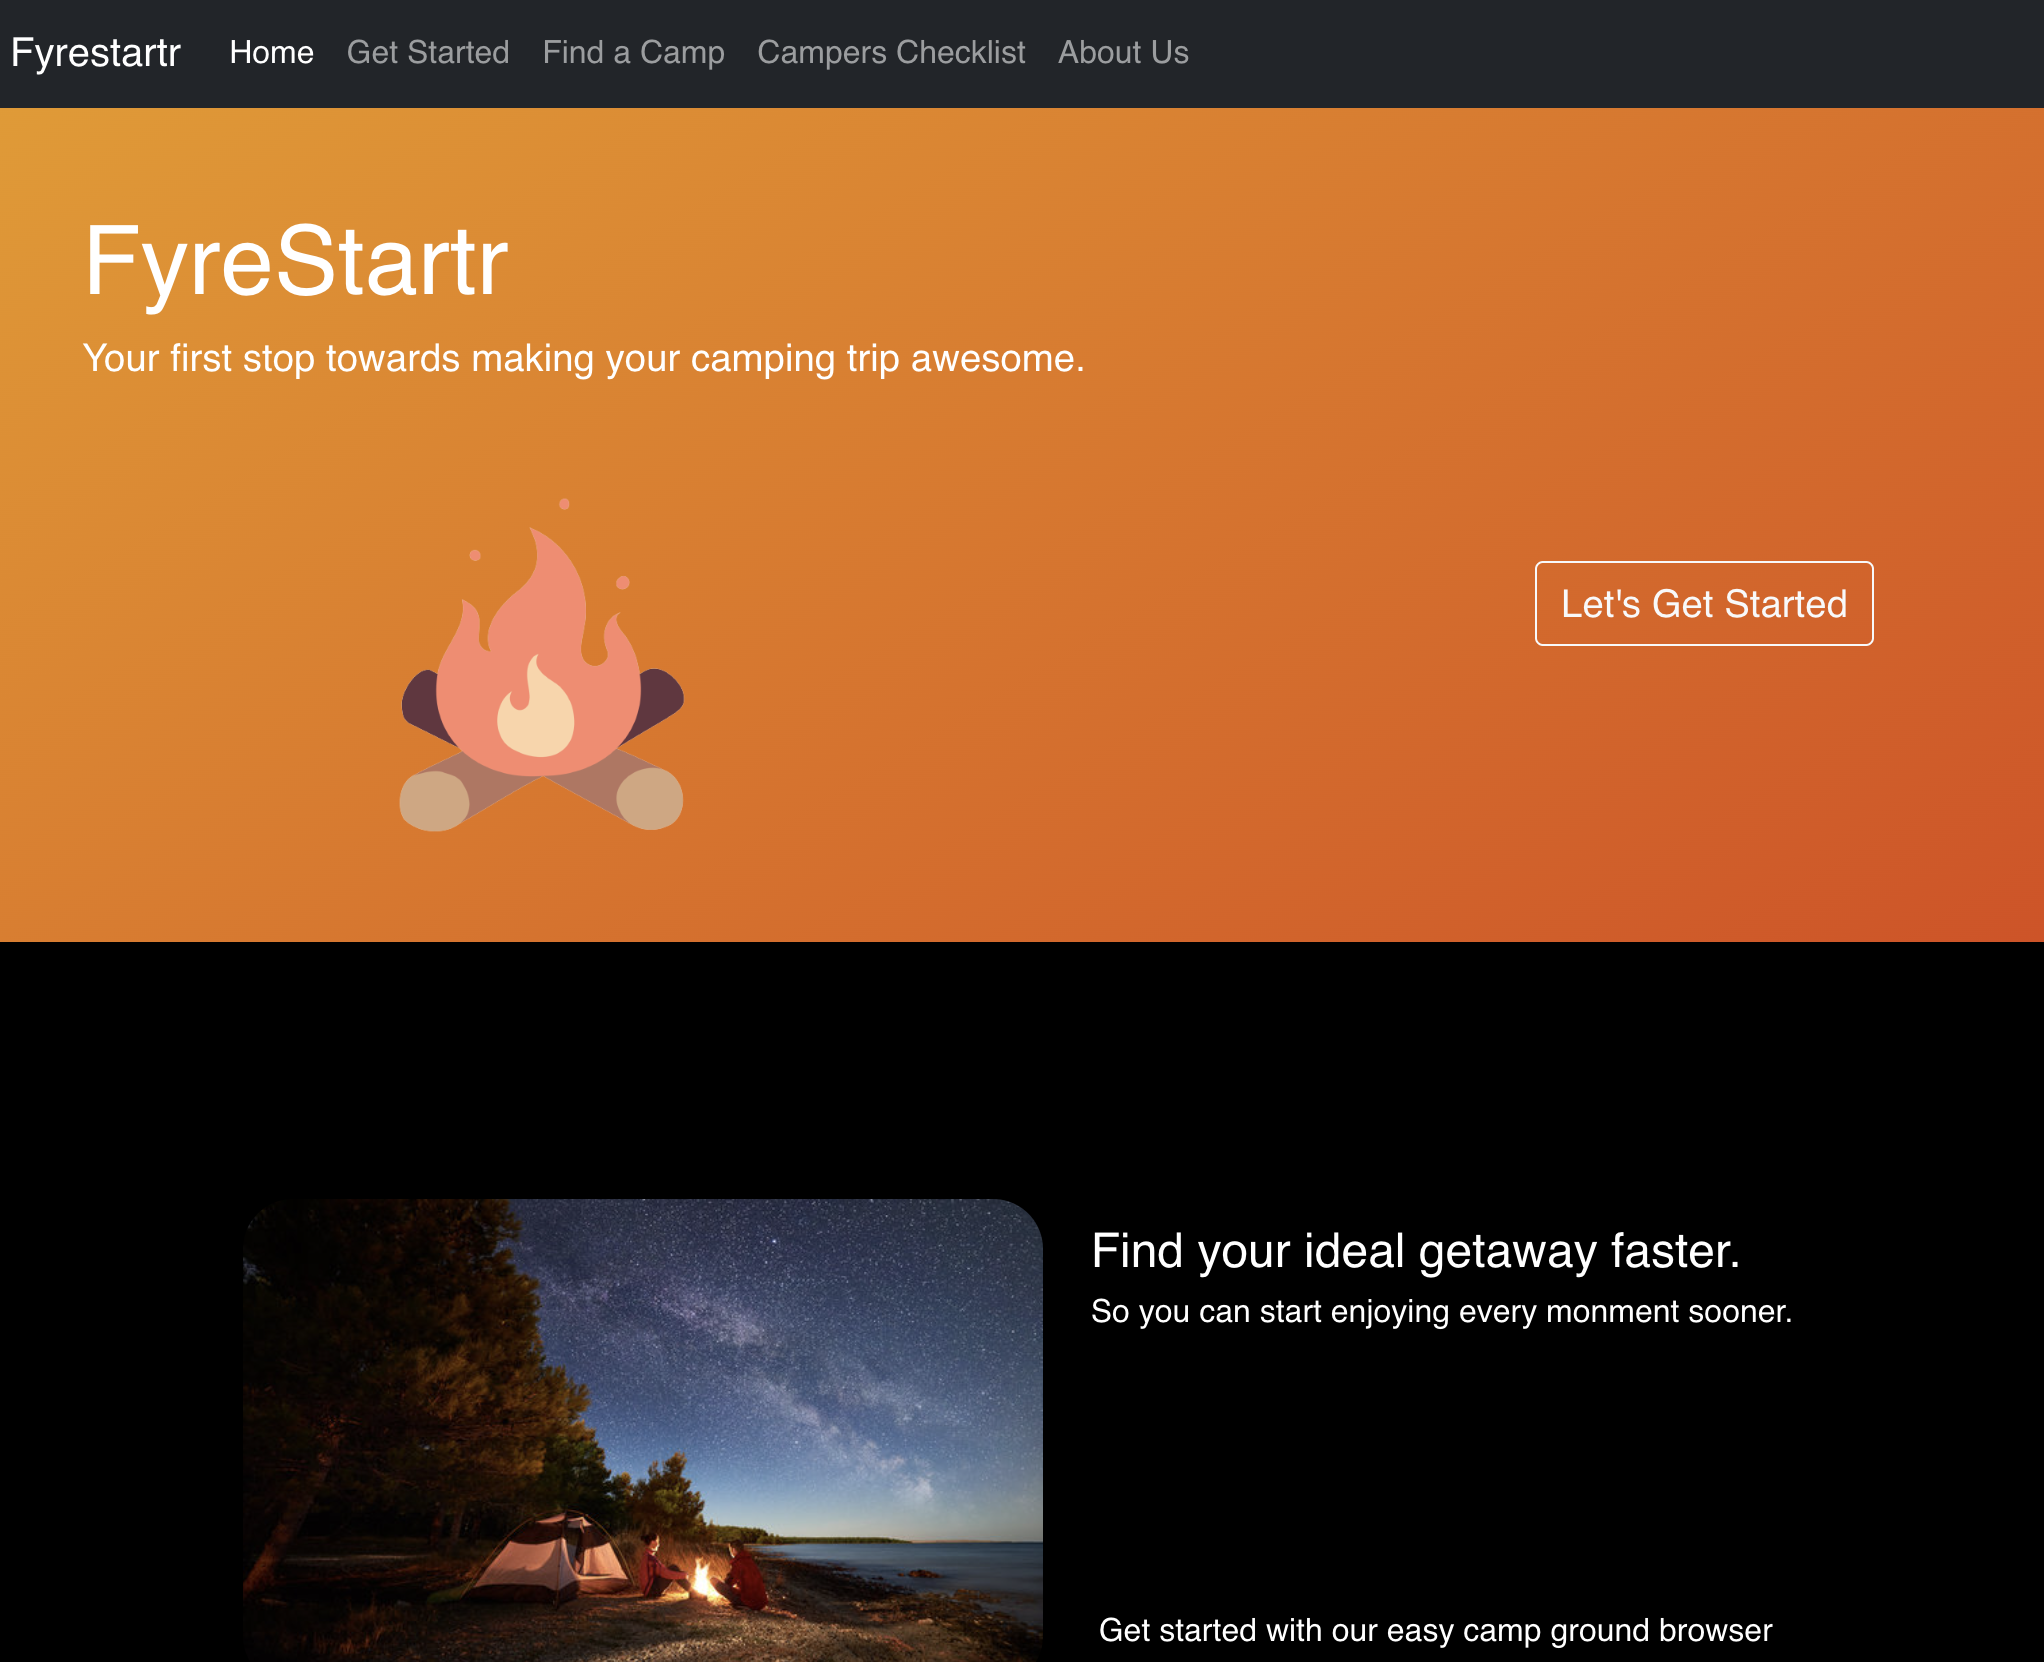 Fyrestartr Home Get Started Find a Camp Campers Checklist About Us
FyreStartr
Your first stop towards making your camping trip awesome.
Let's Get Started
Find your ideal getaway faster.
So you can start enjoying every monment sooner.
Get started with our easy camp ground browser